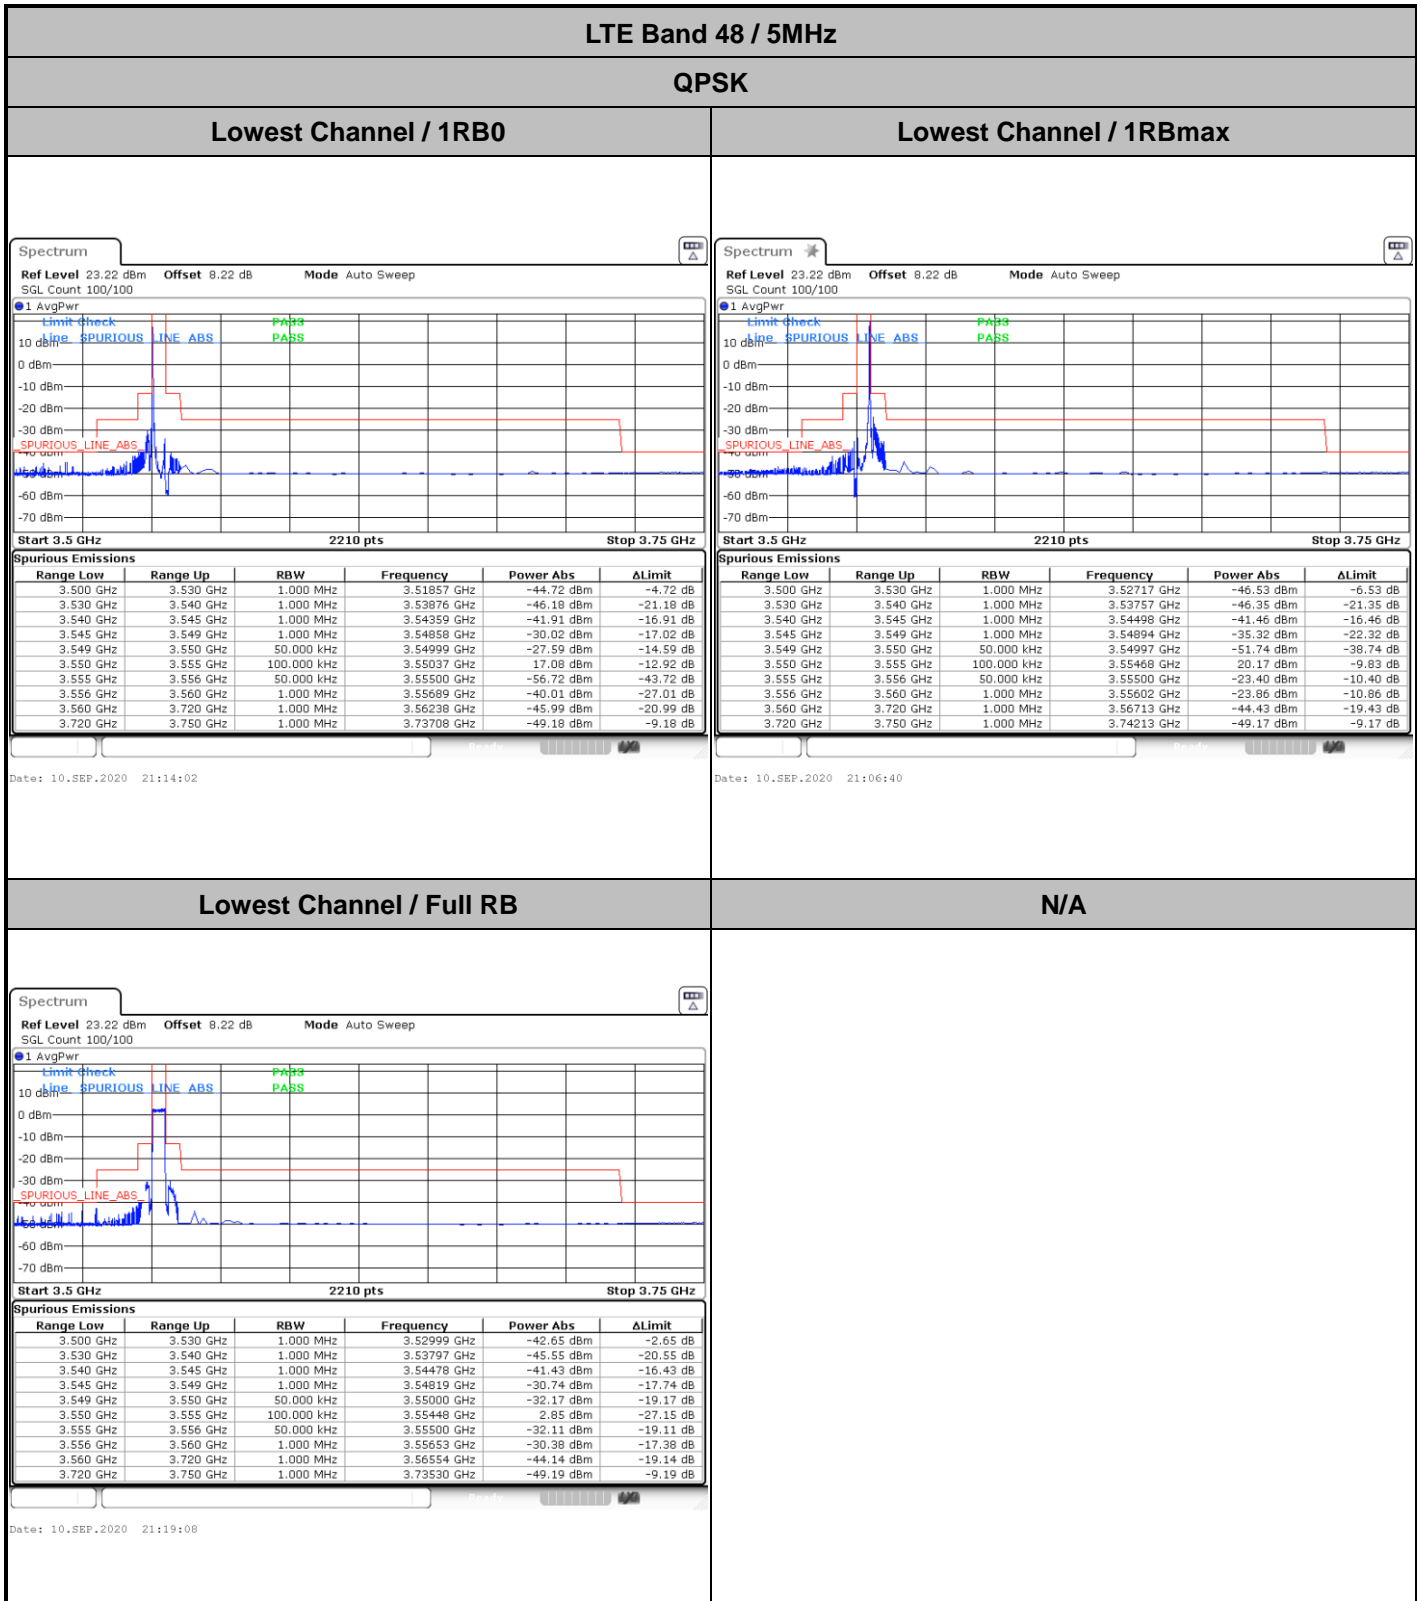 LTE Band 48 / 5MHz
QPSK
Lowest Channel / 1RB0
Lowest Channel / 1RBmax
Spectrum
Ref Level 23.22 dBm Offset 8.22 dB Mode Auto Sweep
SGL Count 100/100
1 AvgPwr
Limit Check PASS
Line _SPURIOUS_LINE_ABS_ PASS
10 dBm
0 dBm
-10 dBm
-20 dBm
-30 dBm
_SPURIOUS_LINE_ABS_
-40 dBm
-50 dBm
-60 dBm
-70 dBm
Start 3.5 GHz 2210 pts Stop 3.75 GHz
Spurious Emissions
Range Low Range Up RBW Frequency Power Abs ΔLimit
3.500 GHz 3.530 GHz 1.000 MHz 3.51857 GHz -44.72 dBm -4.72 dB
3.530 GHz 3.540 GHz 1.000 MHz 3.53876 GHz -46.18 dBm -21.18 dB
3.540 GHz 3.545 GHz 1.000 MHz 3.54359 GHz -41.91 dBm -16.91 dB
3.545 GHz 3.549 GHz 1.000 MHz 3.54858 GHz -30.02 dBm -17.02 dB
3.549 GHz 3.550 GHz 50.000 kHz 3.54999 GHz -27.59 dBm -14.59 dB
3.550 GHz 3.555 GHz 100.000 kHz 3.55037 GHz 17.08 dBm -12.92 dB
3.555 GHz 3.556 GHz 50.000 kHz 3.55500 GHz -56.72 dBm -43.72 dB
3.556 GHz 3.560 GHz 1.000 MHz 3.55689 GHz -40.01 dBm -27.01 dB
3.560 GHz 3.720 GHz 1.000 MHz 3.56238 GHz -45.99 dBm -20.99 dB
3.720 GHz 3.750 GHz 1.000 MHz 3.73708 GHz -49.18 dBm -9.18 dB
Ready
Date: 10.SEP.2020 21:14:02
Spectrum
Ref Level 23.22 dBm Offset 8.22 dB Mode Auto Sweep
SGL Count 100/100
1 AvgPwr
Limit Check PASS
Line _SPURIOUS_LINE_ABS_ PASS
10 dBm
0 dBm
-10 dBm
-20 dBm
-30 dBm
_SPURIOUS_LINE_ABS_
-40 dBm
-50 dBm
-60 dBm
-70 dBm
Start 3.5 GHz 2210 pts Stop 3.75 GHz
Spurious Emissions
Range Low Range Up RBW Frequency Power Abs ΔLimit
3.500 GHz 3.530 GHz 1.000 MHz 3.52717 GHz -46.53 dBm -6.53 dB
3.530 GHz 3.540 GHz 1.000 MHz 3.53757 GHz -46.35 dBm -21.35 dB
3.540 GHz 3.545 GHz 1.000 MHz 3.54498 GHz -41.46 dBm -16.46 dB
3.545 GHz 3.549 GHz 1.000 MHz 3.54894 GHz -35.32 dBm -22.32 dB
3.549 GHz 3.550 GHz 50.000 kHz 3.54997 GHz -51.74 dBm -38.74 dB
3.550 GHz 3.555 GHz 100.000 kHz 3.55468 GHz 20.17 dBm -9.83 dB
3.555 GHz 3.556 GHz 50.000 kHz 3.55500 GHz -23.40 dBm -10.40 dB
3.556 GHz 3.560 GHz 1.000 MHz 3.55602 GHz -23.86 dBm -10.86 dB
3.560 GHz 3.720 GHz 1.000 MHz 3.56713 GHz -44.43 dBm -19.43 dB
3.720 GHz 3.750 GHz 1.000 MHz 3.74213 GHz -49.17 dBm -9.17 dB
Ready
Date: 10.SEP.2020 21:06:40
Lowest Channel / Full RB
N/A
Spectrum
Ref Level 23.22 dBm Offset 8.22 dB Mode Auto Sweep
SGL Count 100/100
1 AvgPwr
Limit Check PASS
Line _SPURIOUS_LINE_ABS_ PASS
10 dBm
0 dBm
-10 dBm
-20 dBm
-30 dBm
_SPURIOUS_LINE_ABS_
-40 dBm
-50 dBm
-60 dBm
-70 dBm
Start 3.5 GHz 2210 pts Stop 3.75 GHz
Spurious Emissions
Range Low Range Up RBW Frequency Power Abs ΔLimit
3.500 GHz 3.530 GHz 1.000 MHz 3.52999 GHz -42.65 dBm -2.65 dB
3.530 GHz 3.540 GHz 1.000 MHz 3.53797 GHz -45.55 dBm -20.55 dB
3.540 GHz 3.545 GHz 1.000 MHz 3.54478 GHz -41.43 dBm -16.43 dB
3.545 GHz 3.549 GHz 1.000 MHz 3.54819 GHz -30.74 dBm -17.74 dB
3.549 GHz 3.550 GHz 50.000 kHz 3.55000 GHz -32.17 dBm -19.17 dB
3.550 GHz 3.555 GHz 100.000 kHz 3.55448 GHz 2.85 dBm -27.15 dB
3.555 GHz 3.556 GHz 50.000 kHz 3.55500 GHz -32.11 dBm -19.11 dB
3.556 GHz 3.560 GHz 1.000 MHz 3.55653 GHz -30.38 dBm -17.38 dB
3.560 GHz 3.720 GHz 1.000 MHz 3.56554 GHz -44.14 dBm -19.14 dB
3.720 GHz 3.750 GHz 1.000 MHz 3.73530 GHz -49.19 dBm -9.19 dB
Ready
Date: 10.SEP.2020 21:19:08